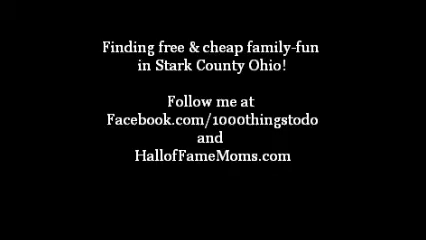 Finding free & cheap family-fun
in Stark County Ohio!
Follow me at
Facebook.com/1000thingstodo
and
HallofFameMoms.com